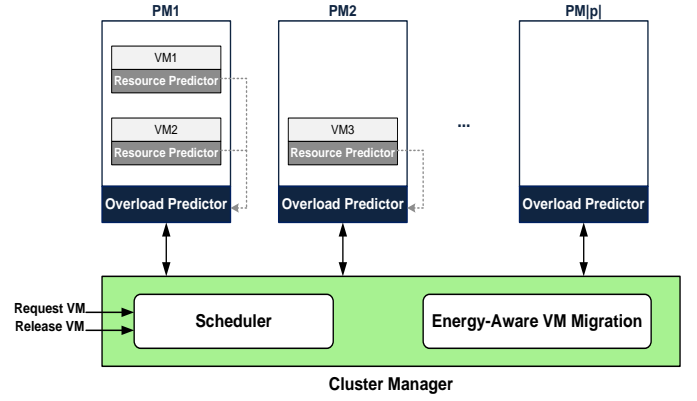 PM1
PM2
PM|p|
VM1
Resource Predictor
VM2
Resource Predictor
VM3
Resource Predictor
...
Overload Predictor
Overload Predictor
Overload Predictor
Request VM
Release VM
Scheduler
Energy-Aware VM Migration
Cluster Manager